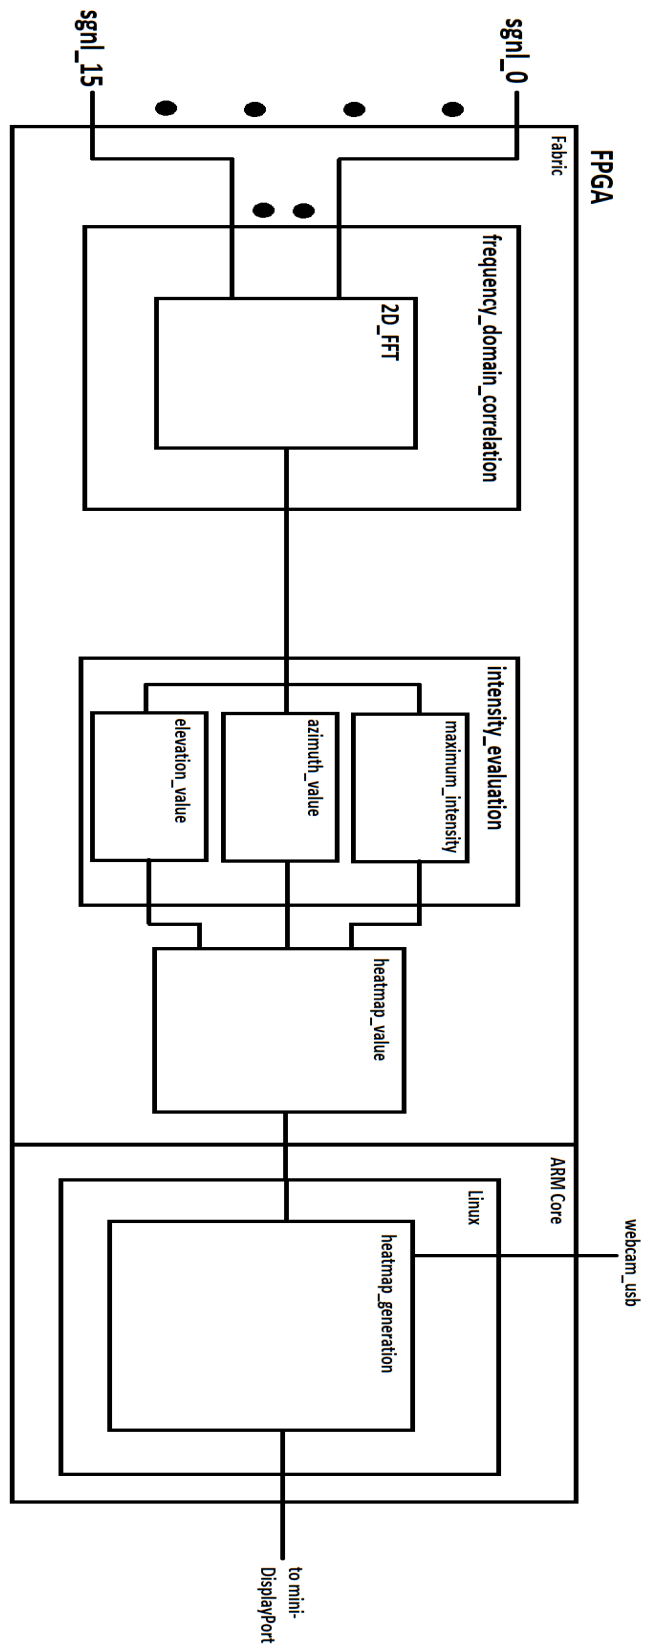 FPGA
Fabric
sgnl_0
sgnl_15
frequency_domain_correlation
2D_FFT
intensity_evaluation
maximum_intensity
azimuth_value
elevation_value
heatmap_value
ARM Core
Linux
heatmap_generation
webcam_usb
to mini-
DisplayPort